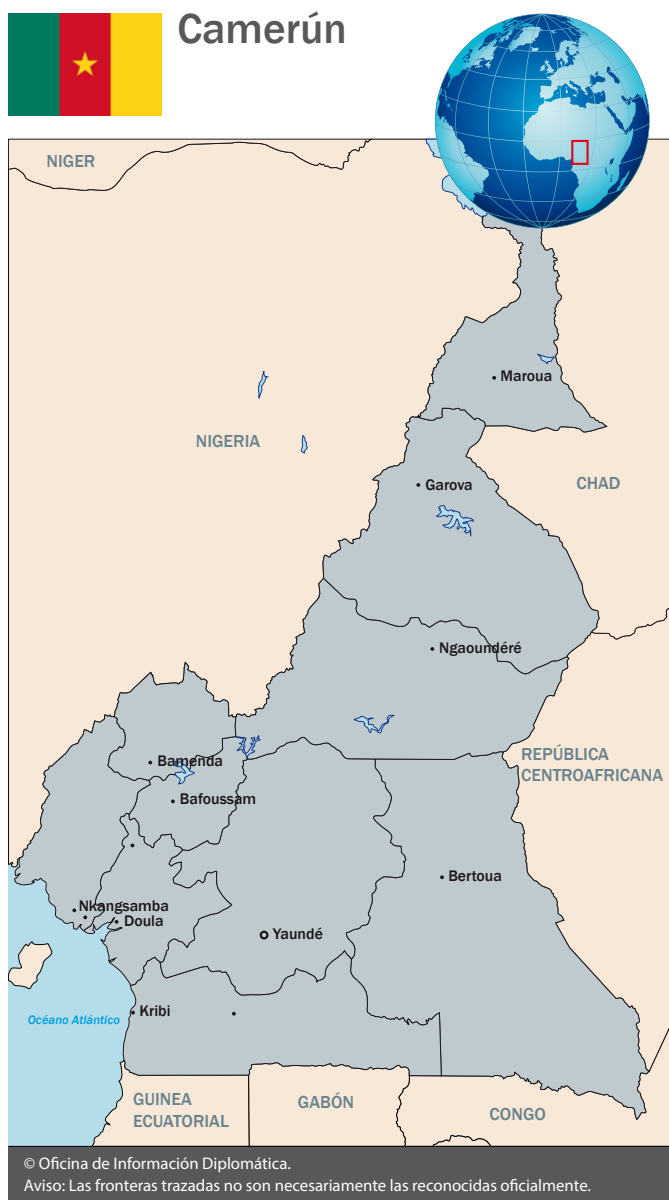 Camerún
NIGER
Maroua
NIGERIA
Garova
CHAD
Ngaoundéré
REPÚBLICA
CENTROAFRICANA
Bamenda
Bafoussam
Bertoua
Nkangsamba
Doula
Yaundé
Kribi
Océano Atlántico
GUINEA
ECUATORIAL
GABÓN
CONGO
© Oficina de Información Diplomática.
Aviso: Las fronteras trazadas no son necesariamente las reconocidas oficialmente.